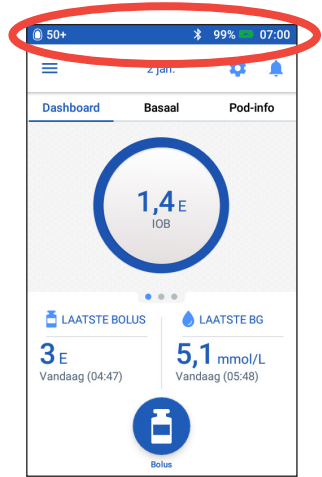 50+ 99% 07:00
2 jan.
Dashboard Basaal Pod-info
1,4 E
IOB
LAATSTE BOLUS LAATSTE BG
3 E 5,1 mmol/L
Vandaag (04:47) Vandaag (05:48)
Bolus